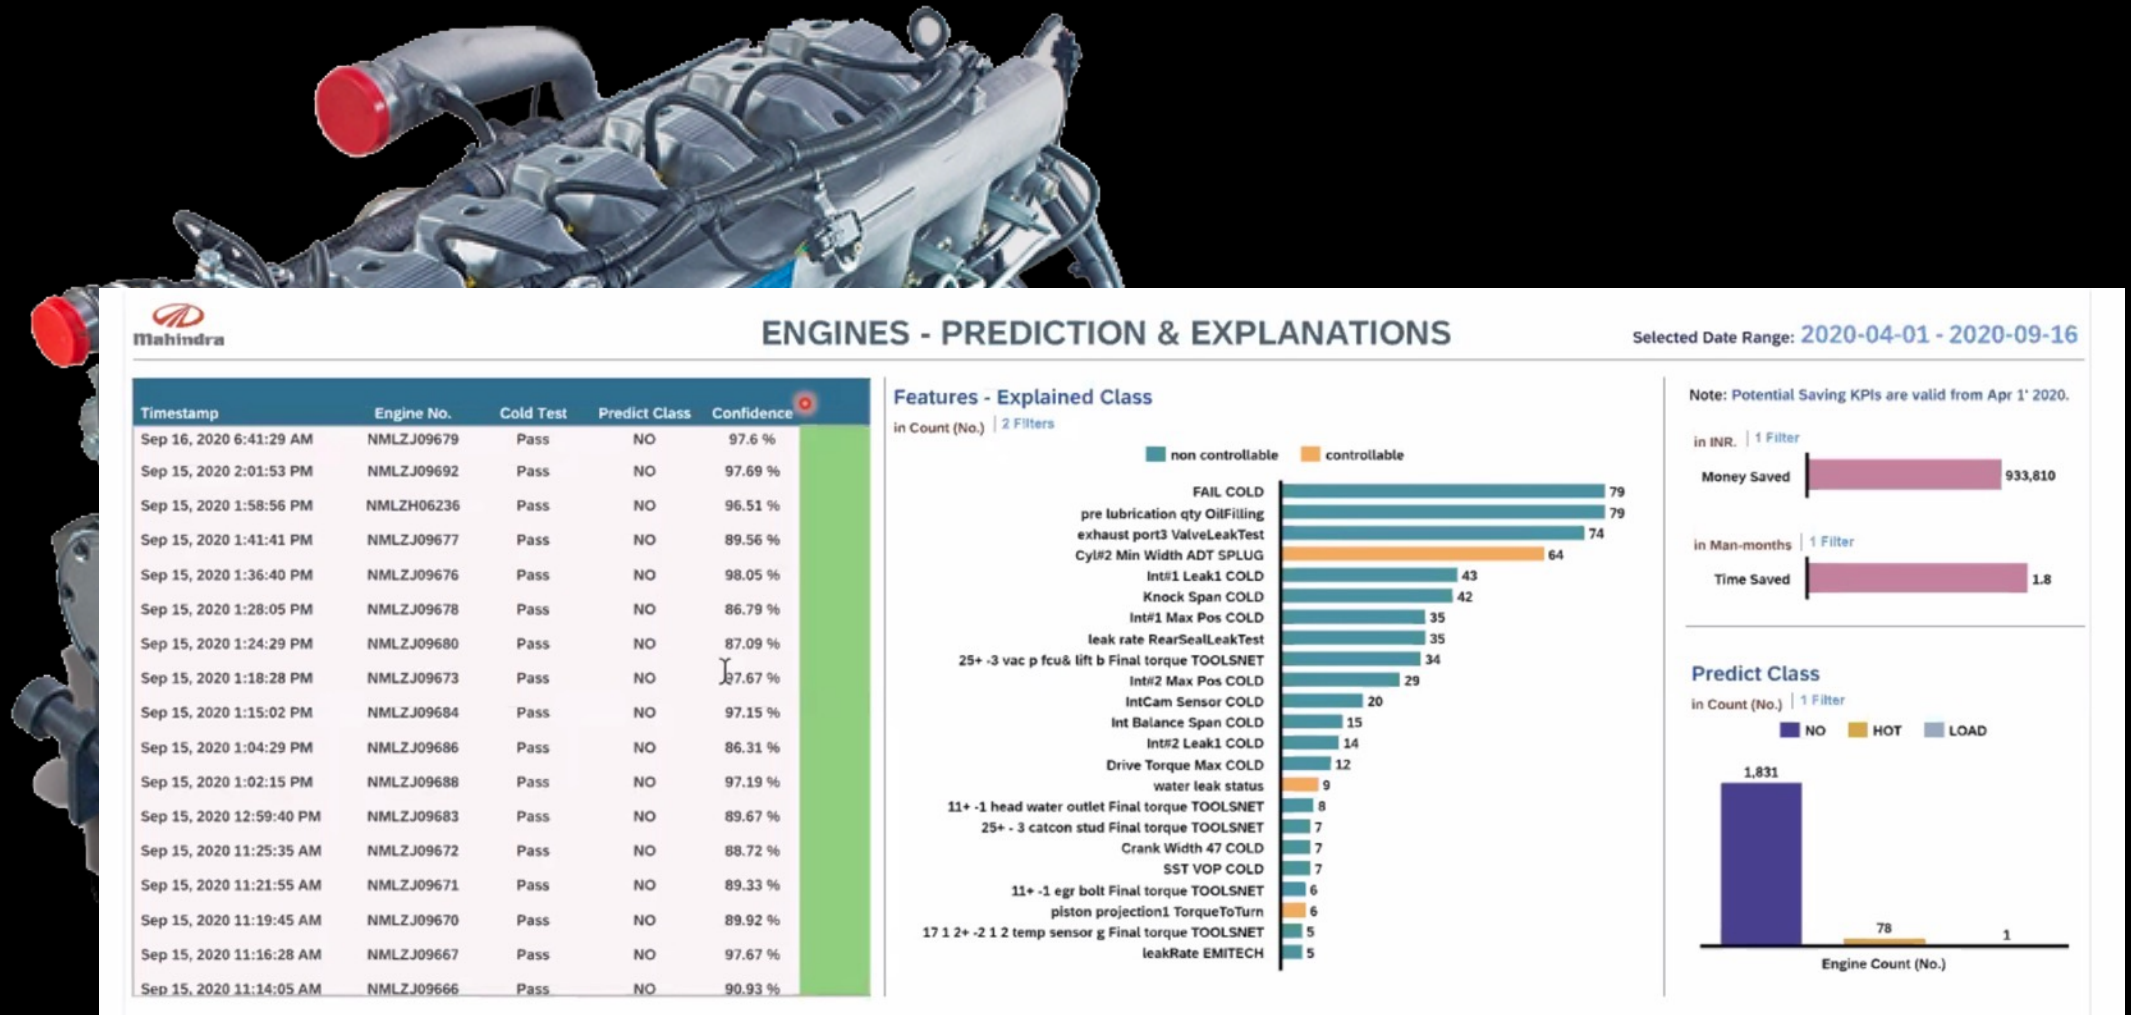 Mahindra
ENGINES - PREDICTION & EXPLANATIONS
Selected Date Range: 2020-04-01 - 2020-09-16
Timestamp Engine No. Cold Test Predict Class Confidence
Sep 16, 2020 6:41:29 AM NMLZJ09679 Pass NO 97.6 %
Sep 15, 2020 2:01:53 PM NMLZJ09692 Pass NO 97.69 %
Sep 15, 2020 1:58:56 PM NMLZH06236 Pass NO 96.51 %
Sep 15, 2020 1:41:41 PM NMLZJ09677 Pass NO 89.56 %
Sep 15, 2020 1:36:40 PM NMLZJ09676 Pass NO 98.05 %
Sep 15, 2020 1:28:05 PM NMLZJ09678 Pass NO 86.79 %
Sep 15, 2020 1:24:29 PM NMLZJ09680 Pass NO 87.09 %
Sep 15, 2020 1:18:28 PM NMLZJ09673 Pass NO 97.67 %
Sep 15, 2020 1:15:02 PM NMLZJ09684 Pass NO 97.15 %
Sep 15, 2020 1:04:29 PM NMLZJ09686 Pass NO 86.31 %
Sep 15, 2020 1:02:15 PM NMLZJ09688 Pass NO 97.19 %
Sep 15, 2020 12:59:40 PM NMLZJ09683 Pass NO 89.67 %
Sep 15, 2020 11:25:35 AM NMLZJ09672 Pass NO 88.72 %
Sep 15, 2020 11:21:55 AM NMLZJ09671 Pass NO 89.33 %
Sep 15, 2020 11:19:45 AM NMLZJ09670 Pass NO 89.92 %
Sep 15, 2020 11:16:28 AM NMLZJ09667 Pass NO 97.67 %
Sep 15, 2020 11:14:05 AM NMLZJ09666 Pass NO 90.93 %
Features - Explained Class
in Count (No.) | 2 Filters
non controllable controllable
FAIL COLD 79
pre lubrication qty OilFilling 79
exhaust port3 ValveLeakTest 74
Cyl#2 Min Width ADT SPLUG 64
Int#1 Leak1 COLD 43
Knock Span COLD 42
Int#1 Max Pos COLD 35
leak rate RearSealLeakTest 35
25+ -3 vac p fcu& lift b Final torque TOOLSNET 34
Int#2 Max Pos COLD 29
IntCam Sensor COLD 20
Int Balance Span COLD 15
Int#2 Leak1 COLD 14
Drive Torque Max COLD 12
water leak status 9
11+ -1 head water outlet Final torque TOOLSNET 8
25+ - 3 catcon stud Final torque TOOLSNET 7
Crank Width 47 COLD 7
SST VOP COLD 7
11+ -1 egr bolt Final torque TOOLSNET 6
piston projection1 TorqueToTurn 6
17 1 2+ -2 1 2 temp sensor g Final torque TOOLSNET 5
leakRate EMITECH 5
Note: Potential Saving KPIs are valid from Apr 1' 2020.
in INR. | 1 Filter
Money Saved 933,810
in Man-months | 1 Filter
Time Saved 1.8
Predict Class
in Count (No.) | 1 Filter
NO HOT LOAD
1,831 78 1
Engine Count (No.)